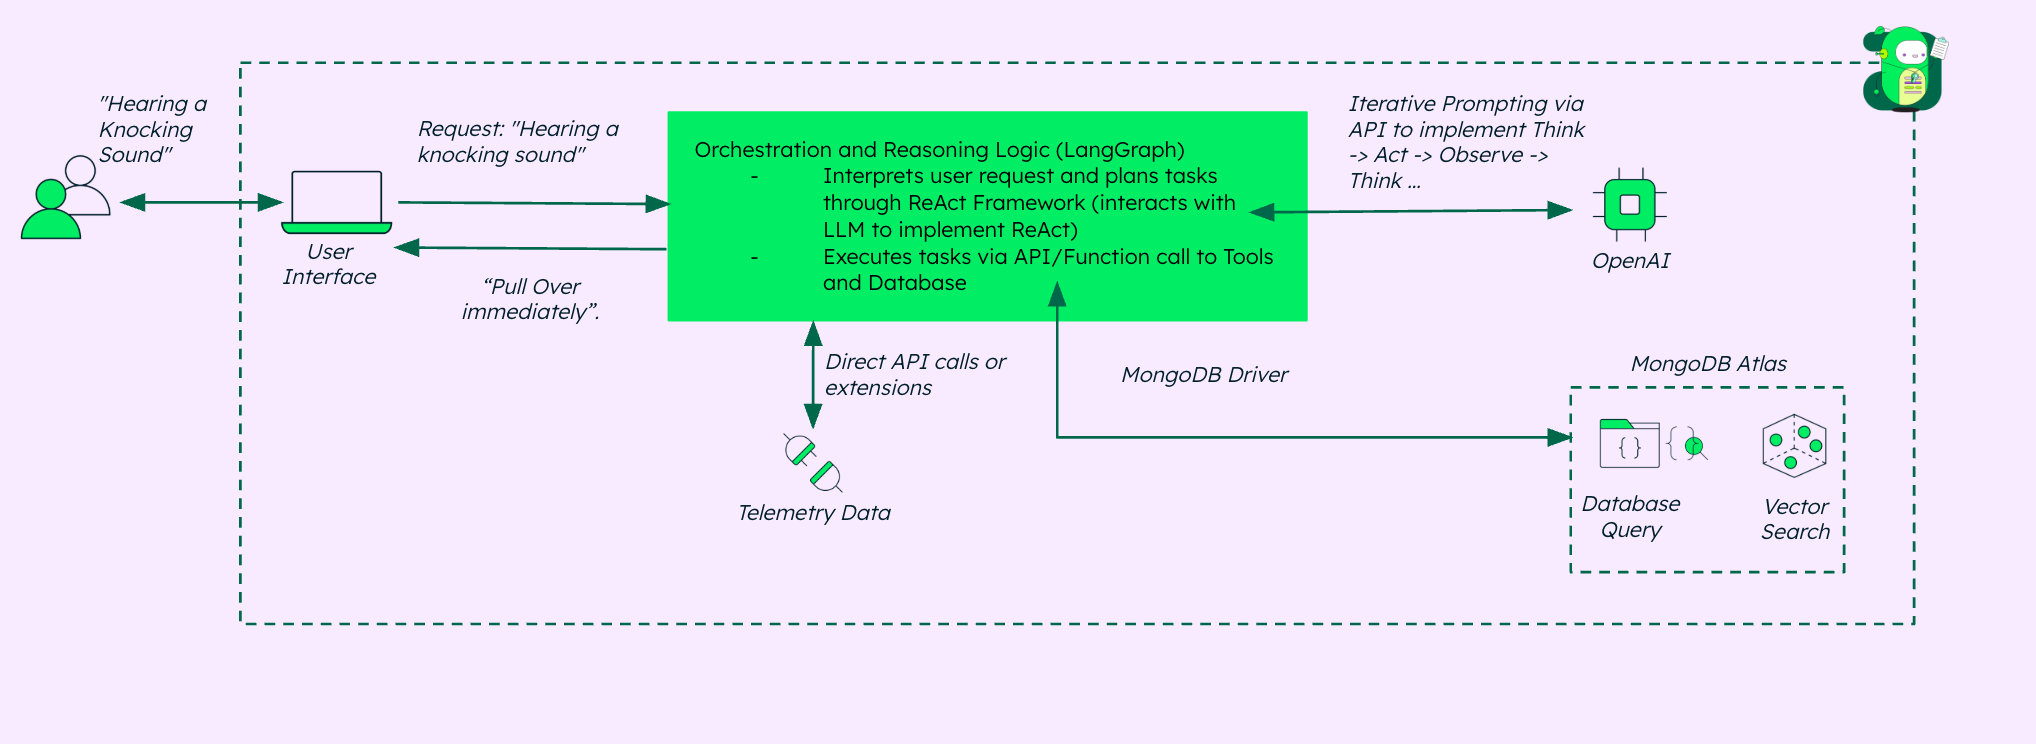 "Hearing a
Knocking
Sound"
User
Interface
Request: "Hearing a
knocking sound"
“Pull Over
immediately”.
Orchestration and Reasoning Logic (LangGraph)
- Interprets user request and plans tasks
through ReAct Framework (interacts with
LLM to implement ReAct)
- Executes tasks via API/Function call to Tools
and Database
Iterative Prompting via
API to implement Think
-> Act -> Observe ->
Think ...
OpenAI
Direct API calls or
extensions
Telemetry Data
MongoDB Driver
MongoDB Atlas
{ }
{ }
Database
Query
Vector
Search